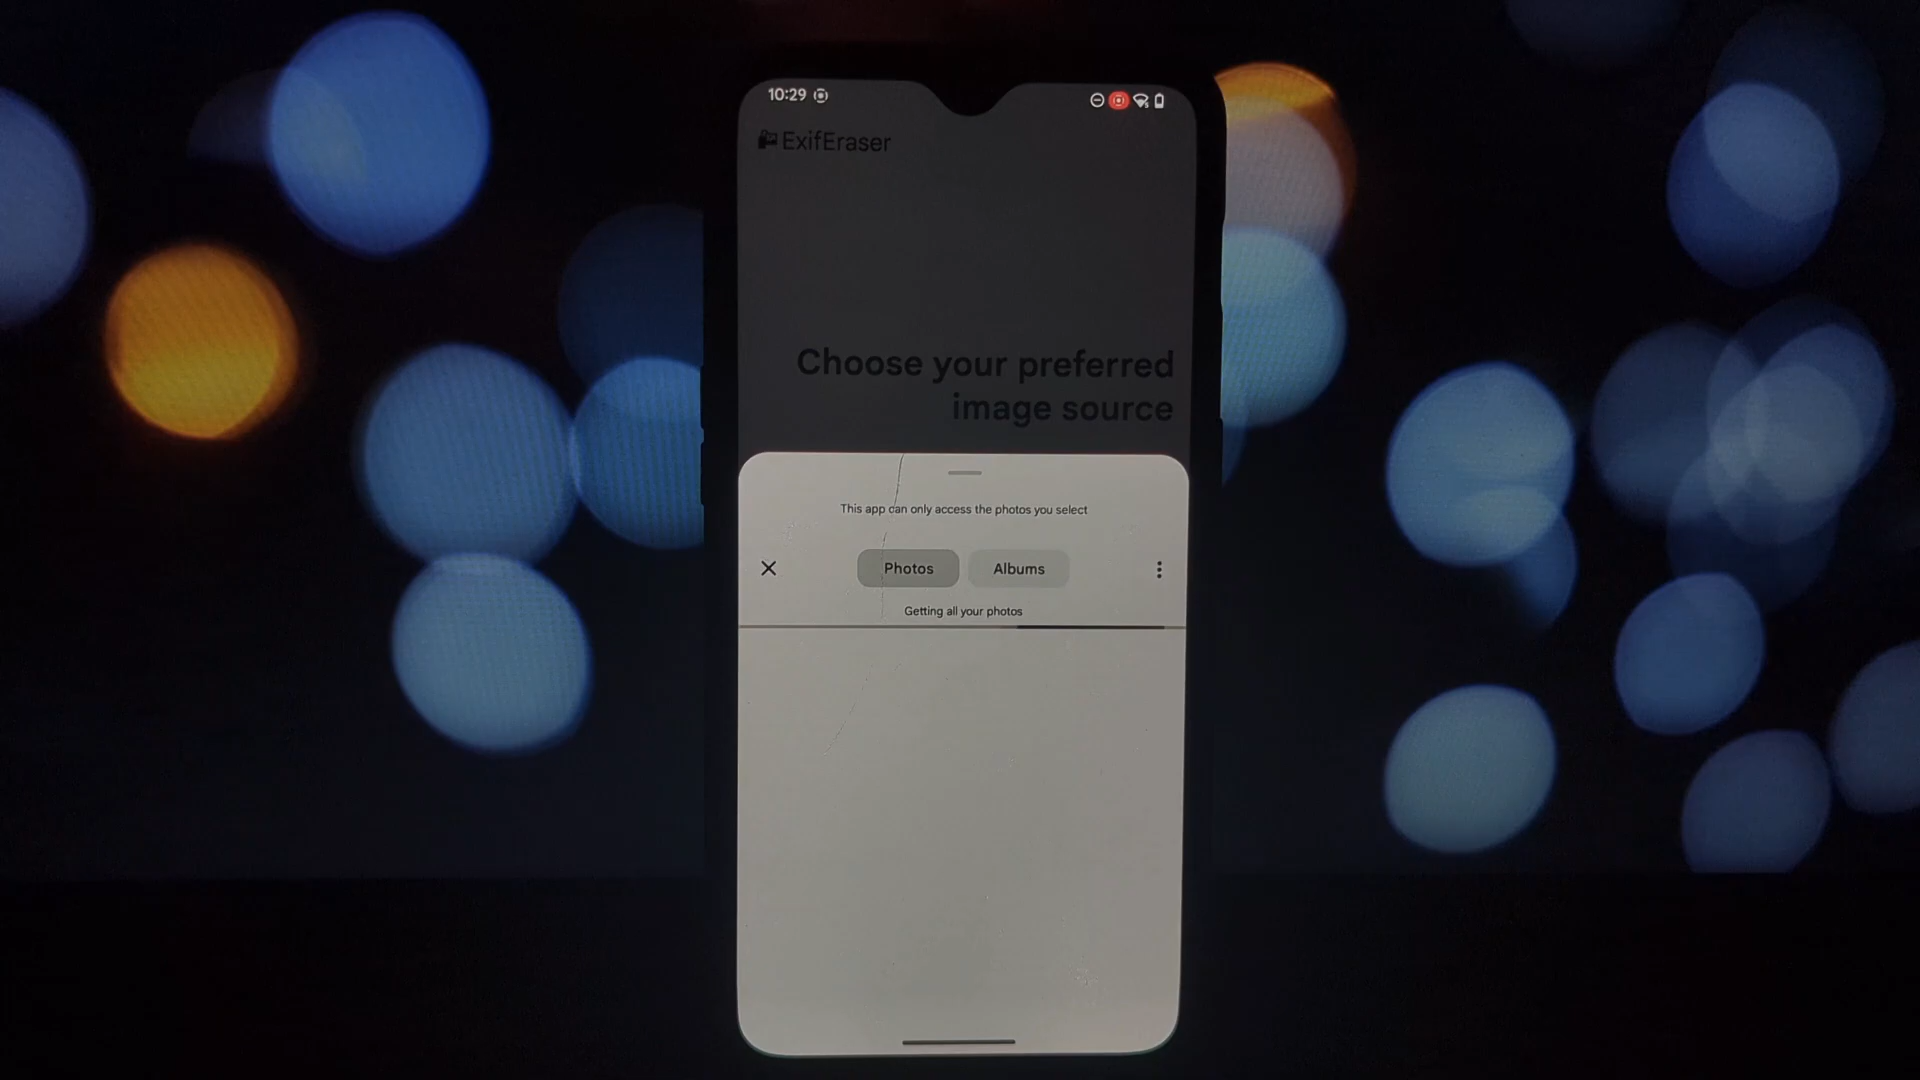 10:29
ExifEraser
Choose your preferred
image source
This app can only access the photos you select
Photos
Albums
Getting all your photos